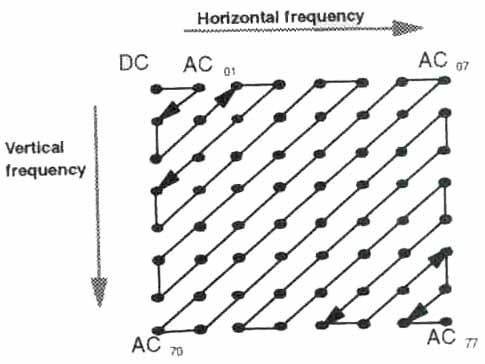 Horizontal frequency
DC AC 01 AC 07
Vertical
frequency
AC 70 AC 77